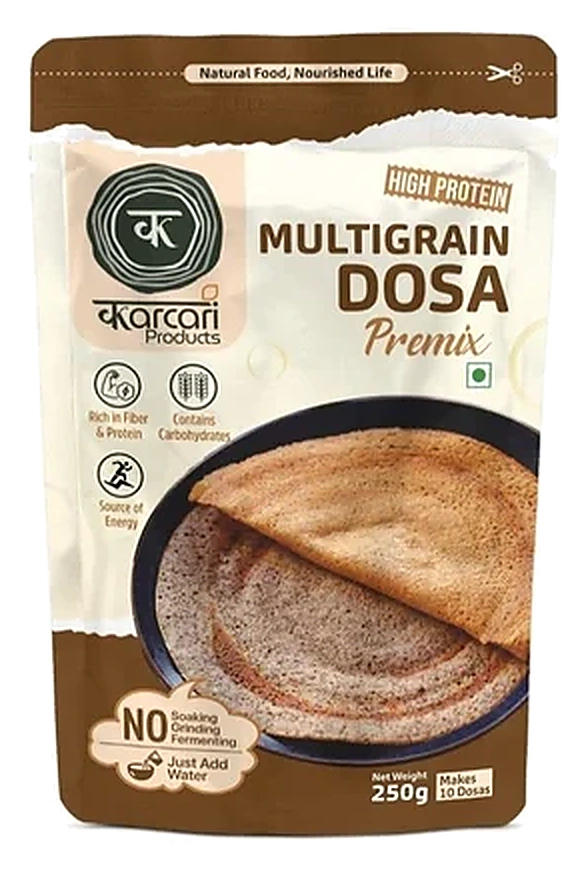 Natural Food, Nourished Life
क
कarcari
Products
HIGH PROTEIN
MULTIGRAIN
DOSA
Premix
Rich in Fiber
& Protein
Contains
Carbohydrates
Source of
Energy
NO
Soaking
Grinding
Fermenting
Just Add
Water
Net Weight
250g
Makes
10 Dosas